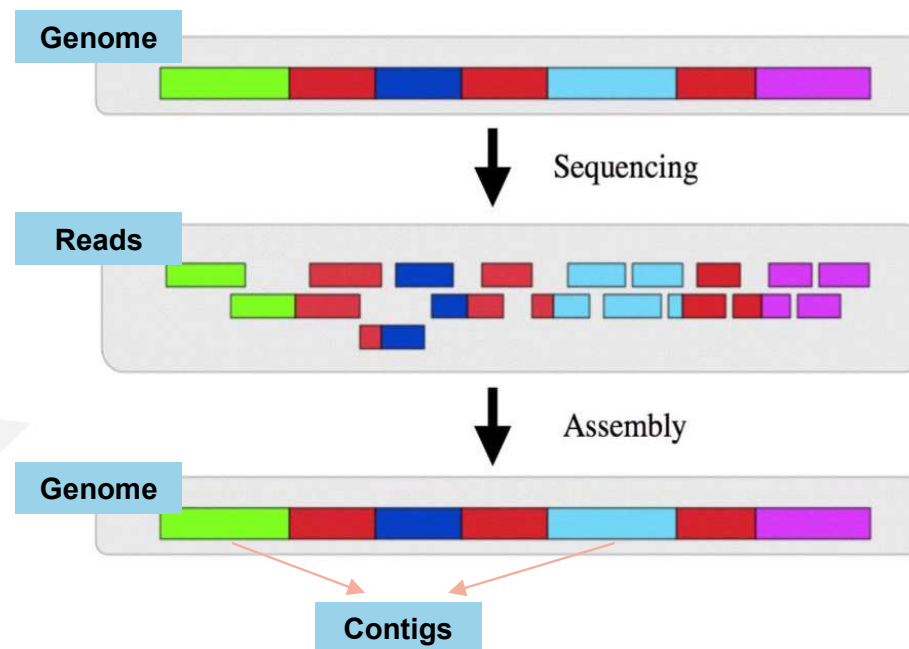 Genome
Sequencing
Reads
Assembly
Genome
Contigs